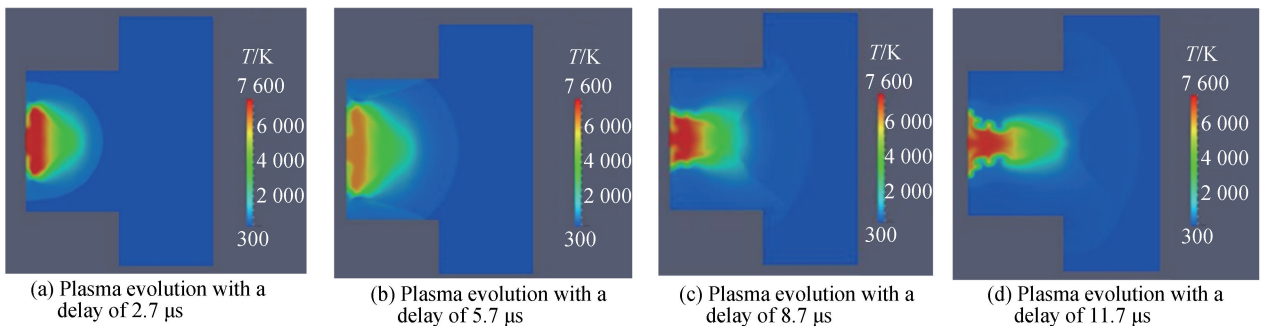 T/K
7 600
6 000
4 000
2 000
300
(a) Plasma evolution with a
delay of 2.7 μs
T/K
7 600
6 000
4 000
2 000
300
(b) Plasma evolution with a
delay of 5.7 μs
T/K
7 600
6 000
4 000
2 000
300
(c) Plasma evolution with a
delay of 8.7 μs
T/K
7 600
6 000
4 000
2 000
300
(d) Plasma evolution with a
delay of 11.7 μs